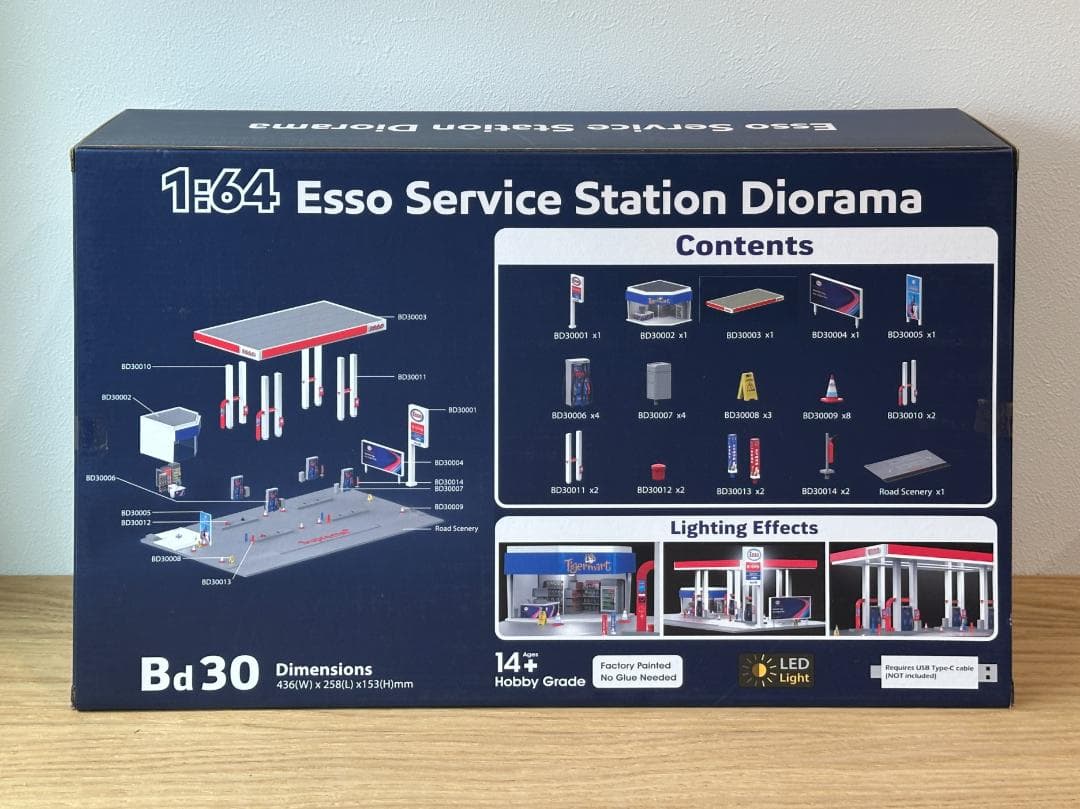 Esso Service Station Diorama
1:64 Esso Service Station Diorama
Contents
BD30001 x1
BD30002 x1
BD30003 x1
BD30004 x1
BD30005 x1
BD30006 x4
BD30007 x4
BD30008 x3
BD30009 x8
BD30010 x2
BD30011 x2
BD30012 x2
BD30013 x2
BD30014 x2
Road Scenery x1
BD30003
BD30010
BD30011
BD30002
BD30001
BD30004
BD30006
BD30014
BD30007
BD30005
BD30009
BD30012
Road Scenery
BD30008
BD30013
Esso
Lighting Effects
Tigermart
Esso
Bd30
Dimensions
436(W) x 258(L) x153(H)mm
Ages
14+
Hobby Grade
Factory Painted
No Glue Needed
LED
Light
Requires USB Type-C cable
(NOT included)